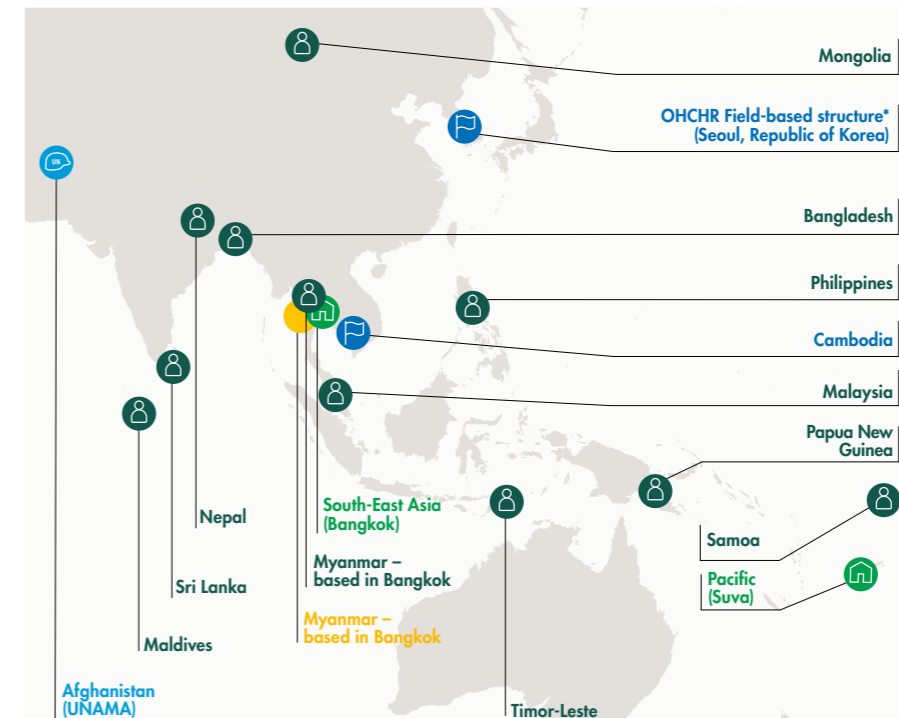 Mongolia
OHCHR Field-based structure*
(Seoul, Republic of Korea)
UN
Bangladesh
Philippines
Cambodia
Malaysia
Papua New
Guinea
South-East Asia
(Bangkok)
Nepal
Samoa
Myanmar –
based in Bangkok
Pacific
(Suva)
Sri Lanka
Myanmar –
based in Bangkok
Maldives
Afghanistan
(UNAMA)
Timor-Leste